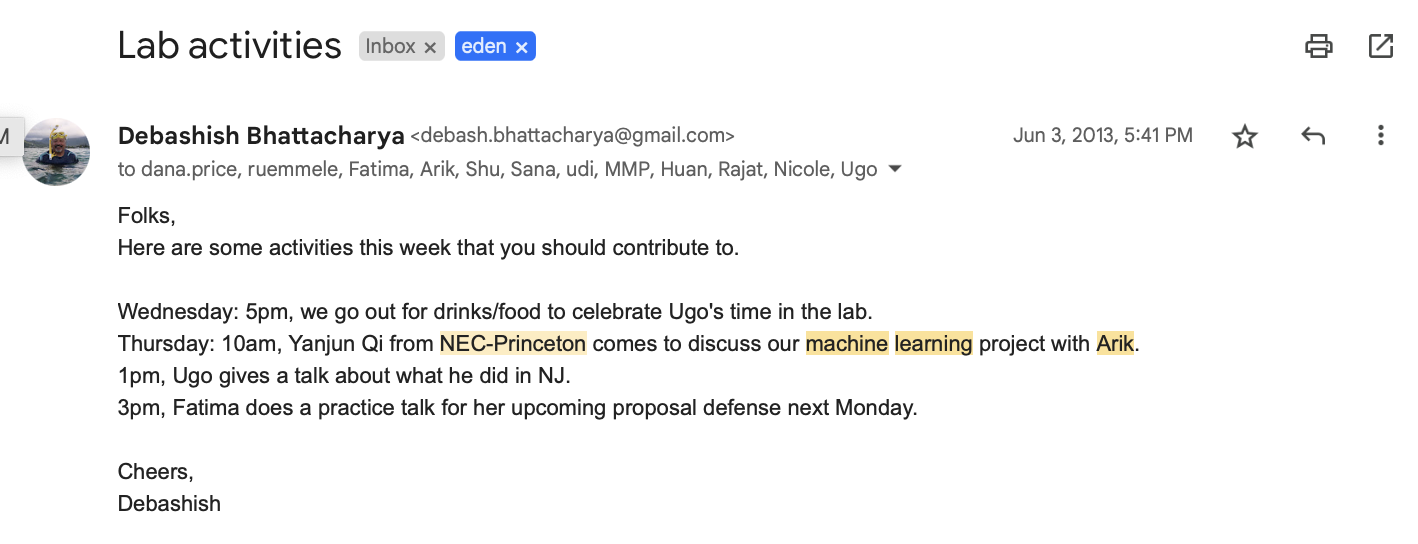 Lab activities Inbox × eden ×
M
Debashish Bhattacharya <debash.bhattacharya@gmail.com> Jun 3, 2013, 5:41 PM
to dana.price, ruemmele, Fatima, Arik, Shu, Sana, udi, MMP, Huan, Rajat, Nicole, Ugo
Folks,
Here are some activities this week that you should contribute to.
Wednesday: 5pm, we go out for drinks/food to celebrate Ugo's time in the lab.
Thursday: 10am, Yanjun Qi from NEC-Princeton comes to discuss our machine learning project with Arik.
1pm, Ugo gives a talk about what he did in NJ.
3pm, Fatima does a practice talk for her upcoming proposal defense next Monday.
Cheers,
Debashish